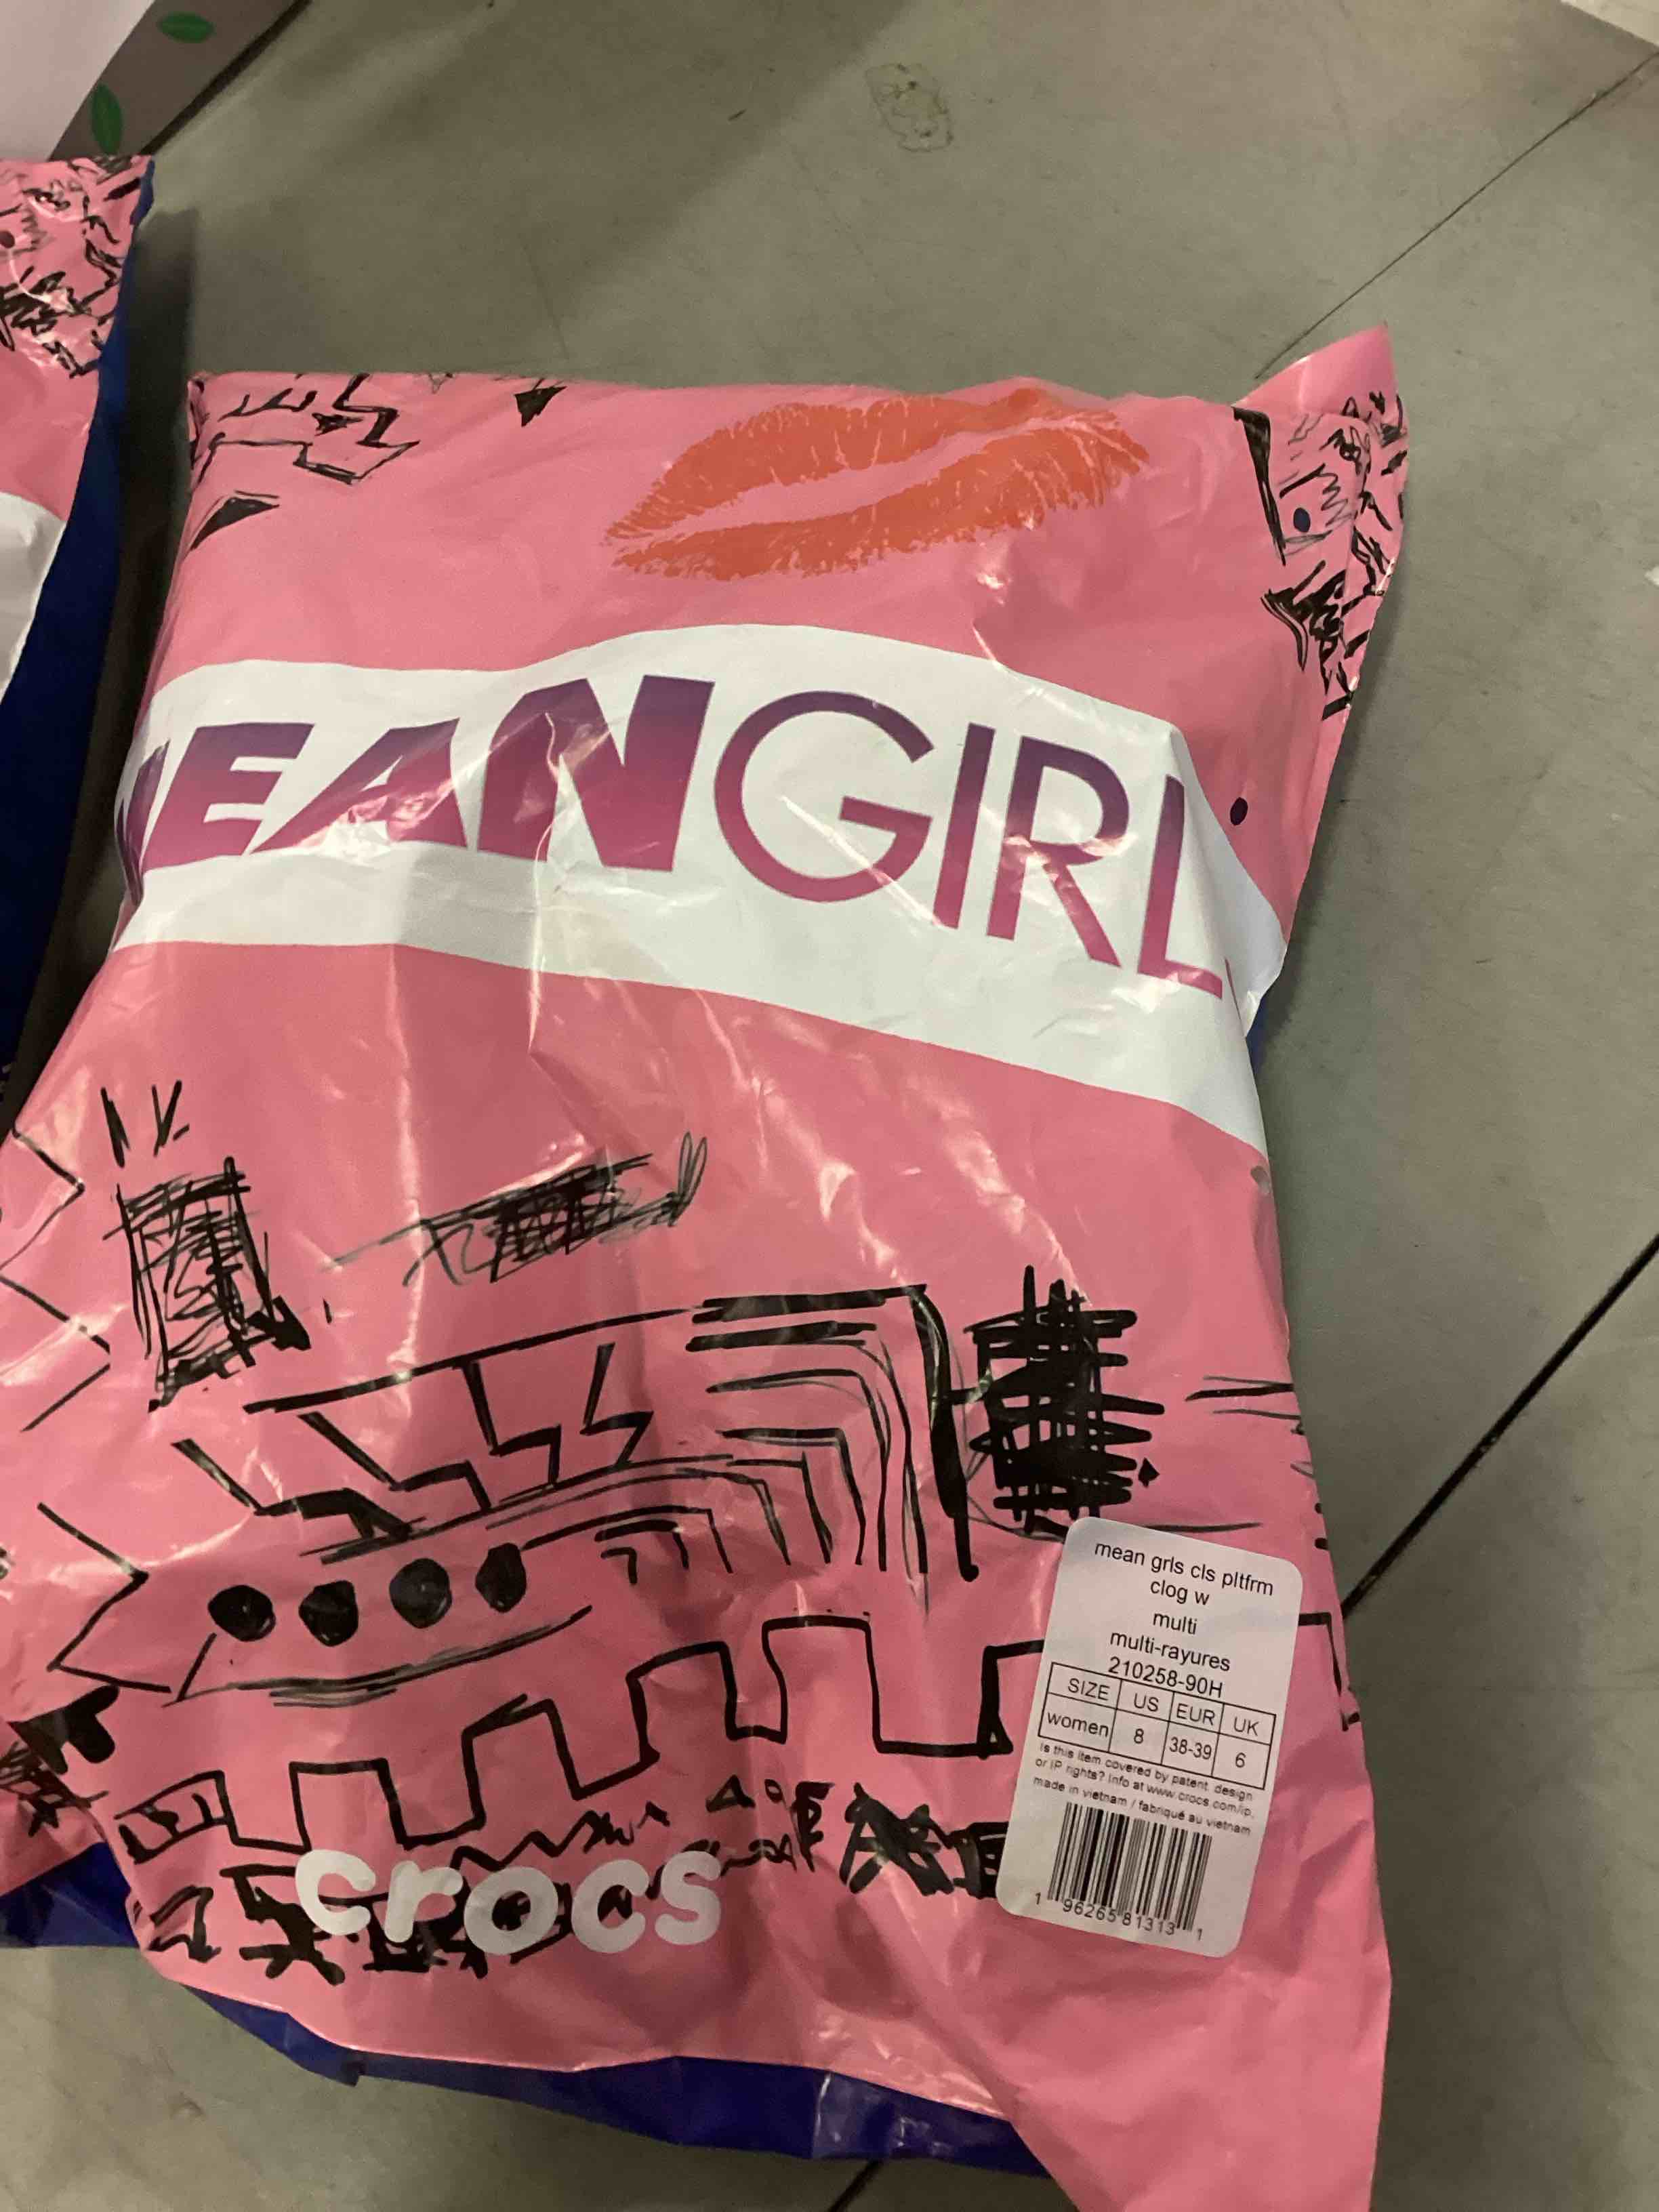 MEANGIRL
crocs
mean grls cls pltfrm
clog w
multi
multi-rayures
210258-90H
SIZE US EUR UK
women 8 38-39 6
Is this item covered by patent, design
or IP rights? Info at www.crocs.com/ip.
made in vietnam / fabriqué au vietnam
1 96265 81313 1